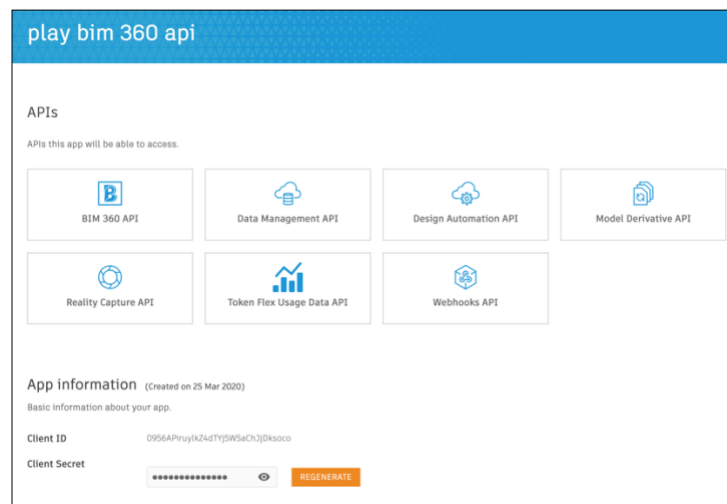 play bim 360 api
APIs
APIs this app will be able to access.
BIM 360 API
Data Management API
Design Automation API
Model Derivative API
Reality Capture API
Token Flex Usage Data API
Webhooks API
App information (Created on 25 Mar 2020)
Basic information about your app.
Client ID
Client Secret
REGENERATE